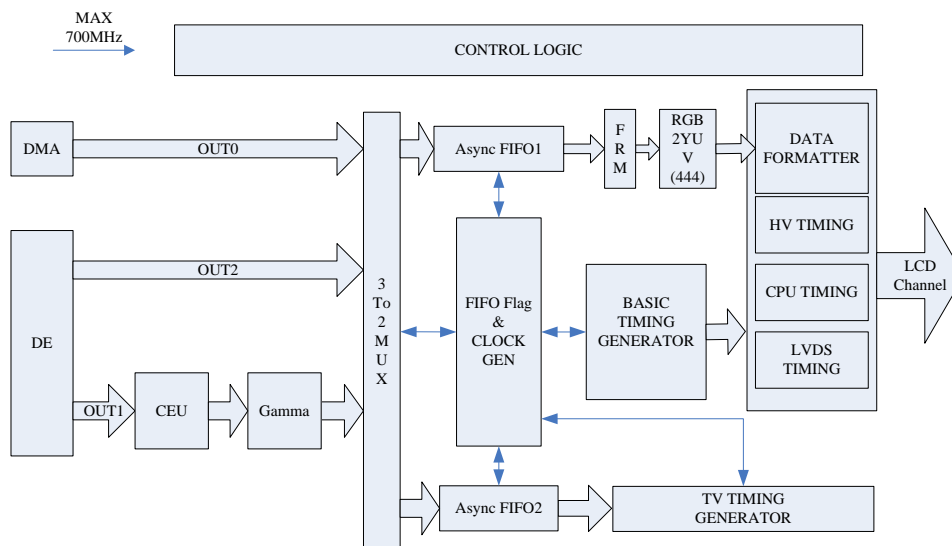 MAX
700MHz
CONTROL LOGIC
DMA
OUT0
Async FIFO1
F
R
M
RGB
2YU
V
(444)
DATA
FORMATTER
HV TIMING
CPU TIMING
LVDS
TIMING
LCD
Channel
DE
OUT2
3
To
2
M
U
X
FIFO Flag
&
CLOCK
GEN
BASIC
TIMING
GENERATOR
OUT1
CEU
Gamma
Async FIFO2
TV TIMING
GENERATOR